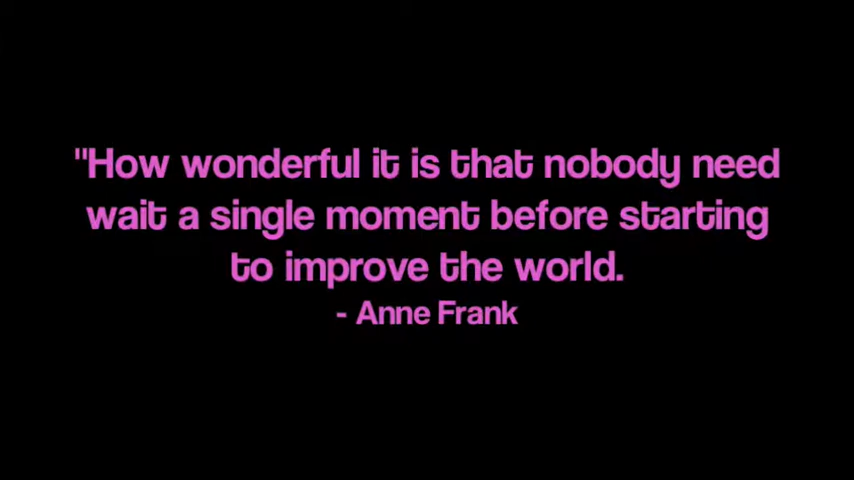 "How wonderful it is that nobody need
wait a single moment before starting
to improve the world.
- Anne Frank